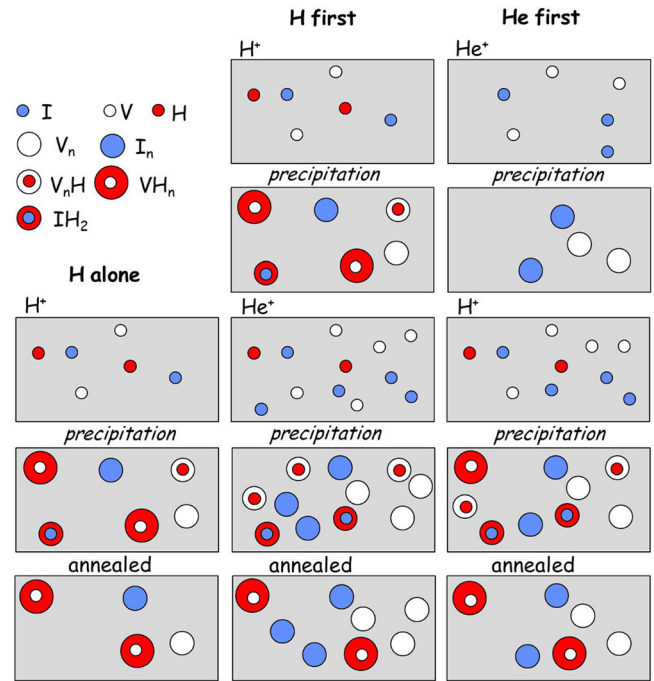 H first
He first
H⁺
He⁺
I
V
H
Vₙ
Iₙ
VₙH
VHₙ
IH₂
precipitation
precipitation
H alone
H⁺
He⁺
H⁺
precipitation
precipitation
precipitation
annealed
annealed
annealed